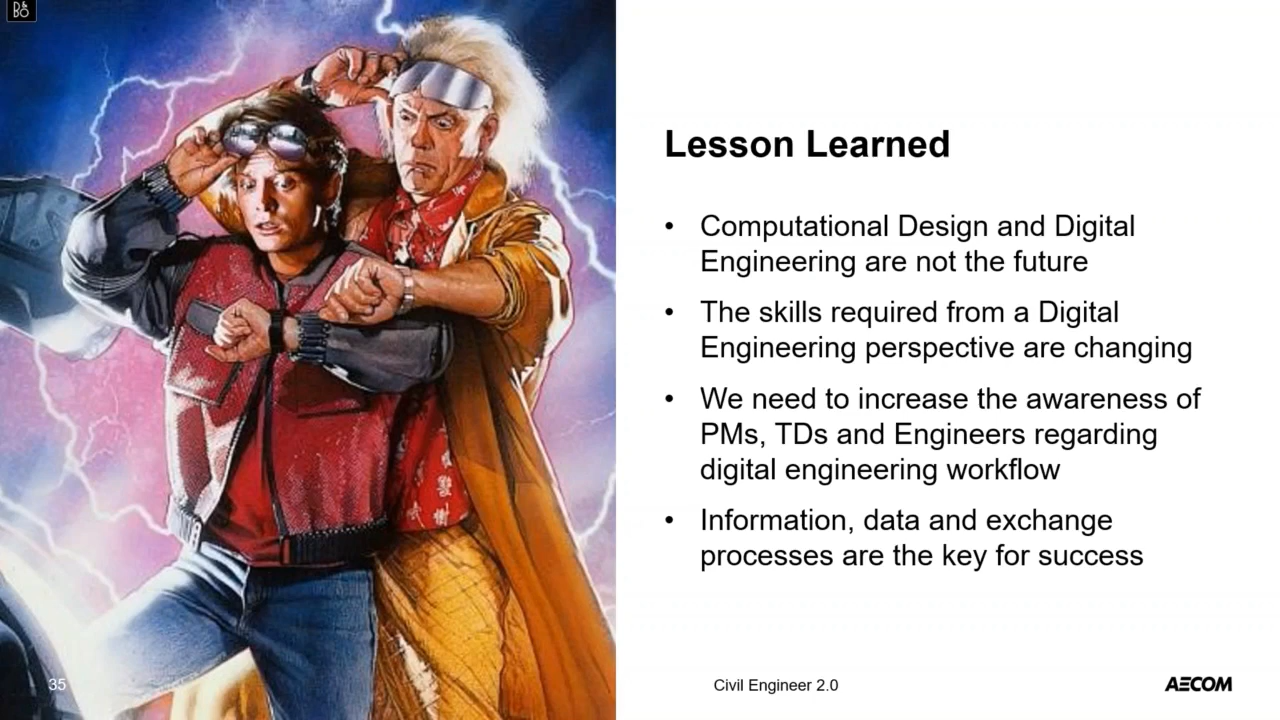 B&O
Lesson Learned
• Computational Design and Digital
Engineering are not the future
• The skills required from a Digital
Engineering perspective are changing
• We need to increase the awareness of
PMs, TDs and Engineers regarding
digital engineering workflow
• Information, data and exchange
processes are the key for success
35
Civil Engineer 2.0
AECOM